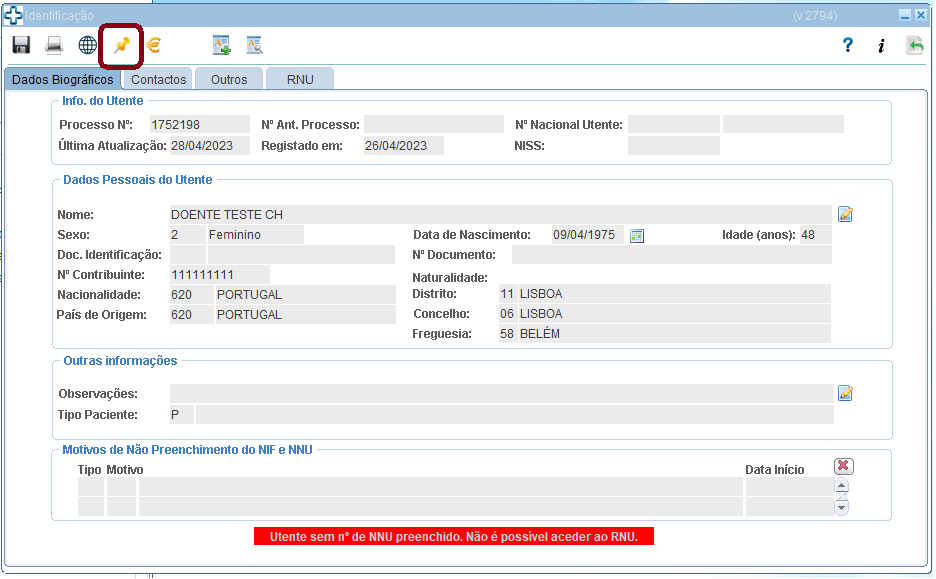 Identificação (v 2794)
€ ? i
Dados Biográficos Contactos Outros RNU
Info. do Utente
Processo Nº: 1752198 Nº Ant. Processo: Nº Nacional Utente:
Última Atualização: 28/04/2023 Registado em: 26/04/2023 NISS:
Dados Pessoais do Utente
Nome: DOENTE TESTE CH
Sexo: 2 Feminino Data de Nascimento: 09/04/1975 Idade (anos): 48
Doc. Identificação: Nº Documento:
Nº Contribuinte: 111111111 Naturalidade:
Nacionalidade: 620 PORTUGAL Distrito: 11 LISBOA
País de Origem: 620 PORTUGAL Concelho: 06 LISBOA
Freguesia: 58 BELÉM
Outras informações
Observações:
Tipo Paciente: P
Motivos de Não Preenchimento do NIF e NNU
Tipo Motivo Data Início
Utente sem nº de NNU preenchido. Não é possível aceder ao RNU.